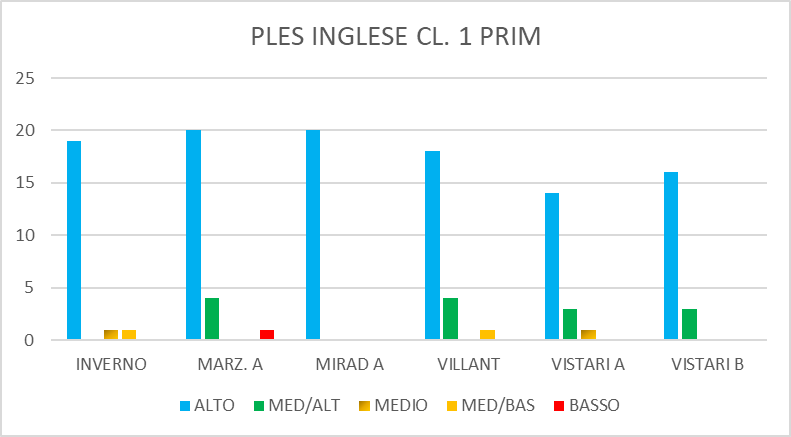 PLES INGLESE CL. 1 PRIM
25
20
15
10
5
0
INVERNO MARZ. A MIRAD A VILLANT VISTARI A VISTARI B
ALTO MED/ALT MEDIO MED/BAS BASSO